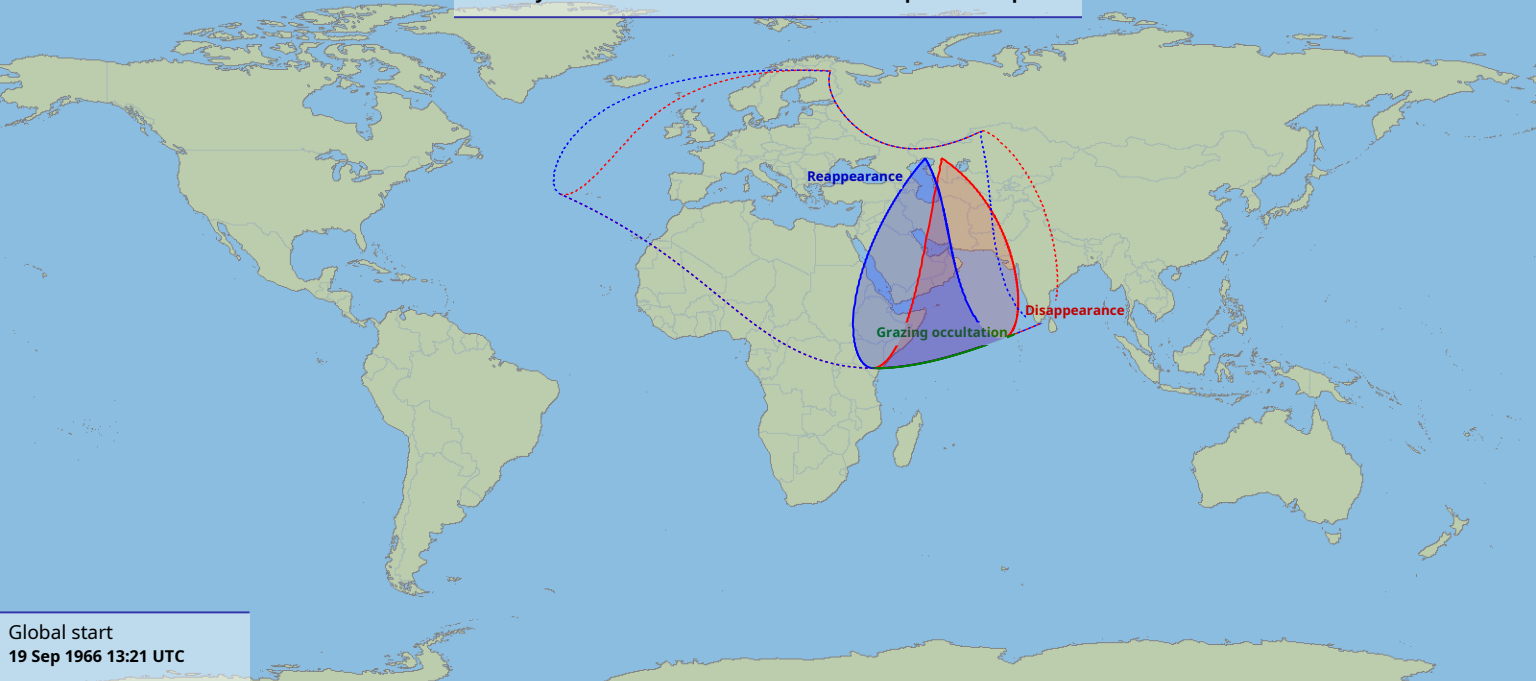 Reappearance
Disappearance
Grazing occultation
Global start
19 Sep 1966 13:21 UTC